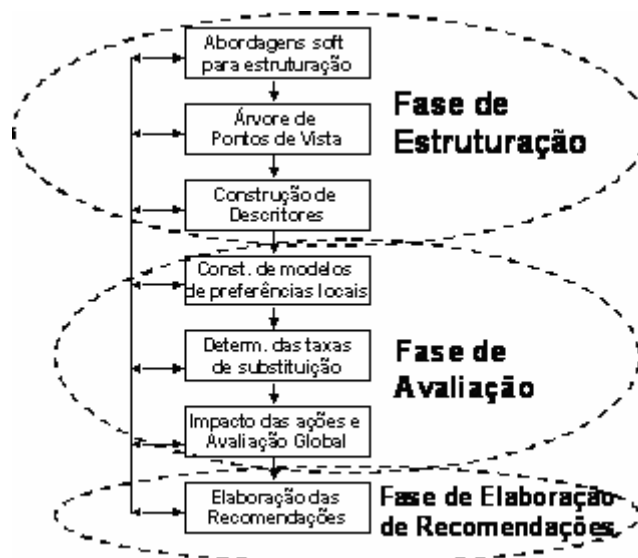 Abordagens soft
para estruturação
Árvore de
Pontos de Vista
Construção de
Descritores
Fase de
Estruturação
Const. de modelos
de preferências locais
Determ. das taxas
de substituição
Impacto das ações e
Avaliação Global
Fase de
Avaliação
Elaboração das
Recomendações
Fase de Elaboração
de Recomendações